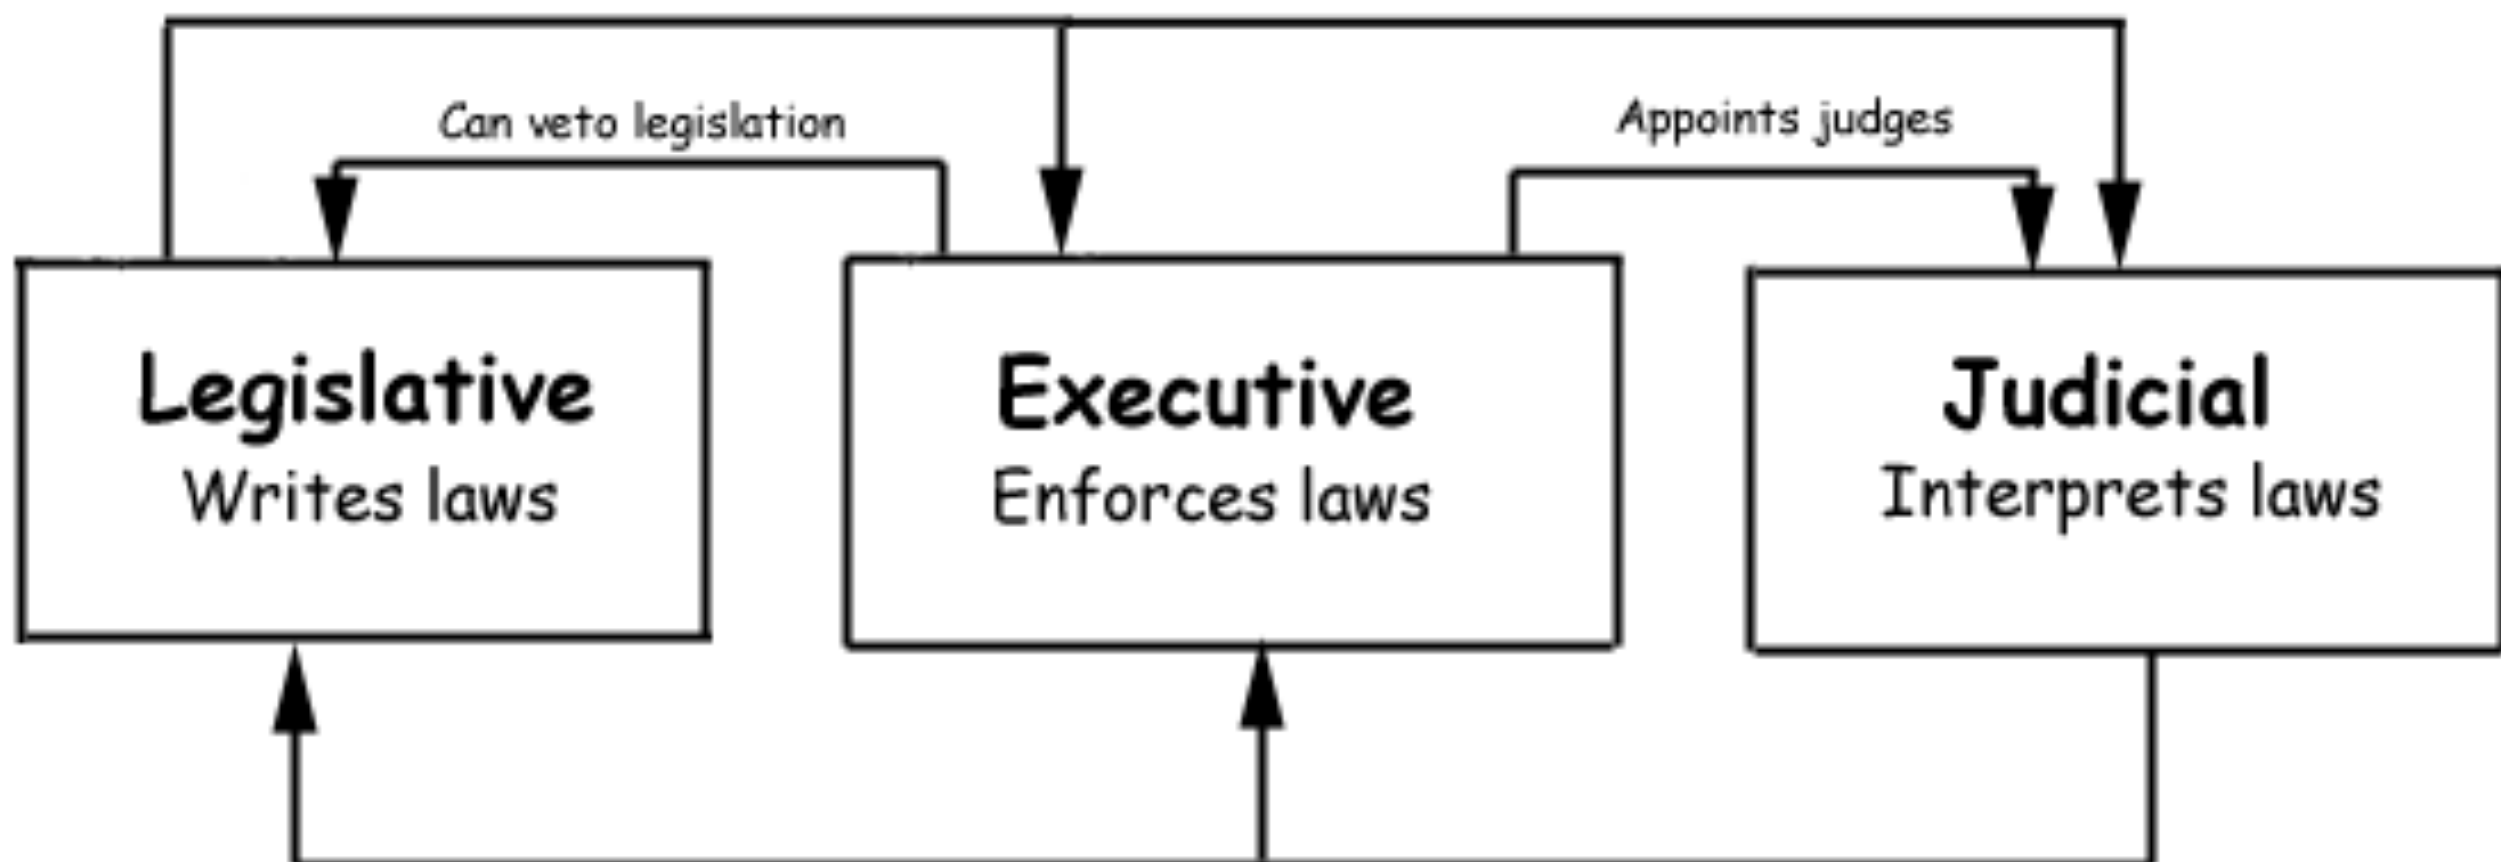 Can veto legislation
Appoints judges
Legislative
Writes laws
Executive
Enforces laws
Judicial
Interprets laws